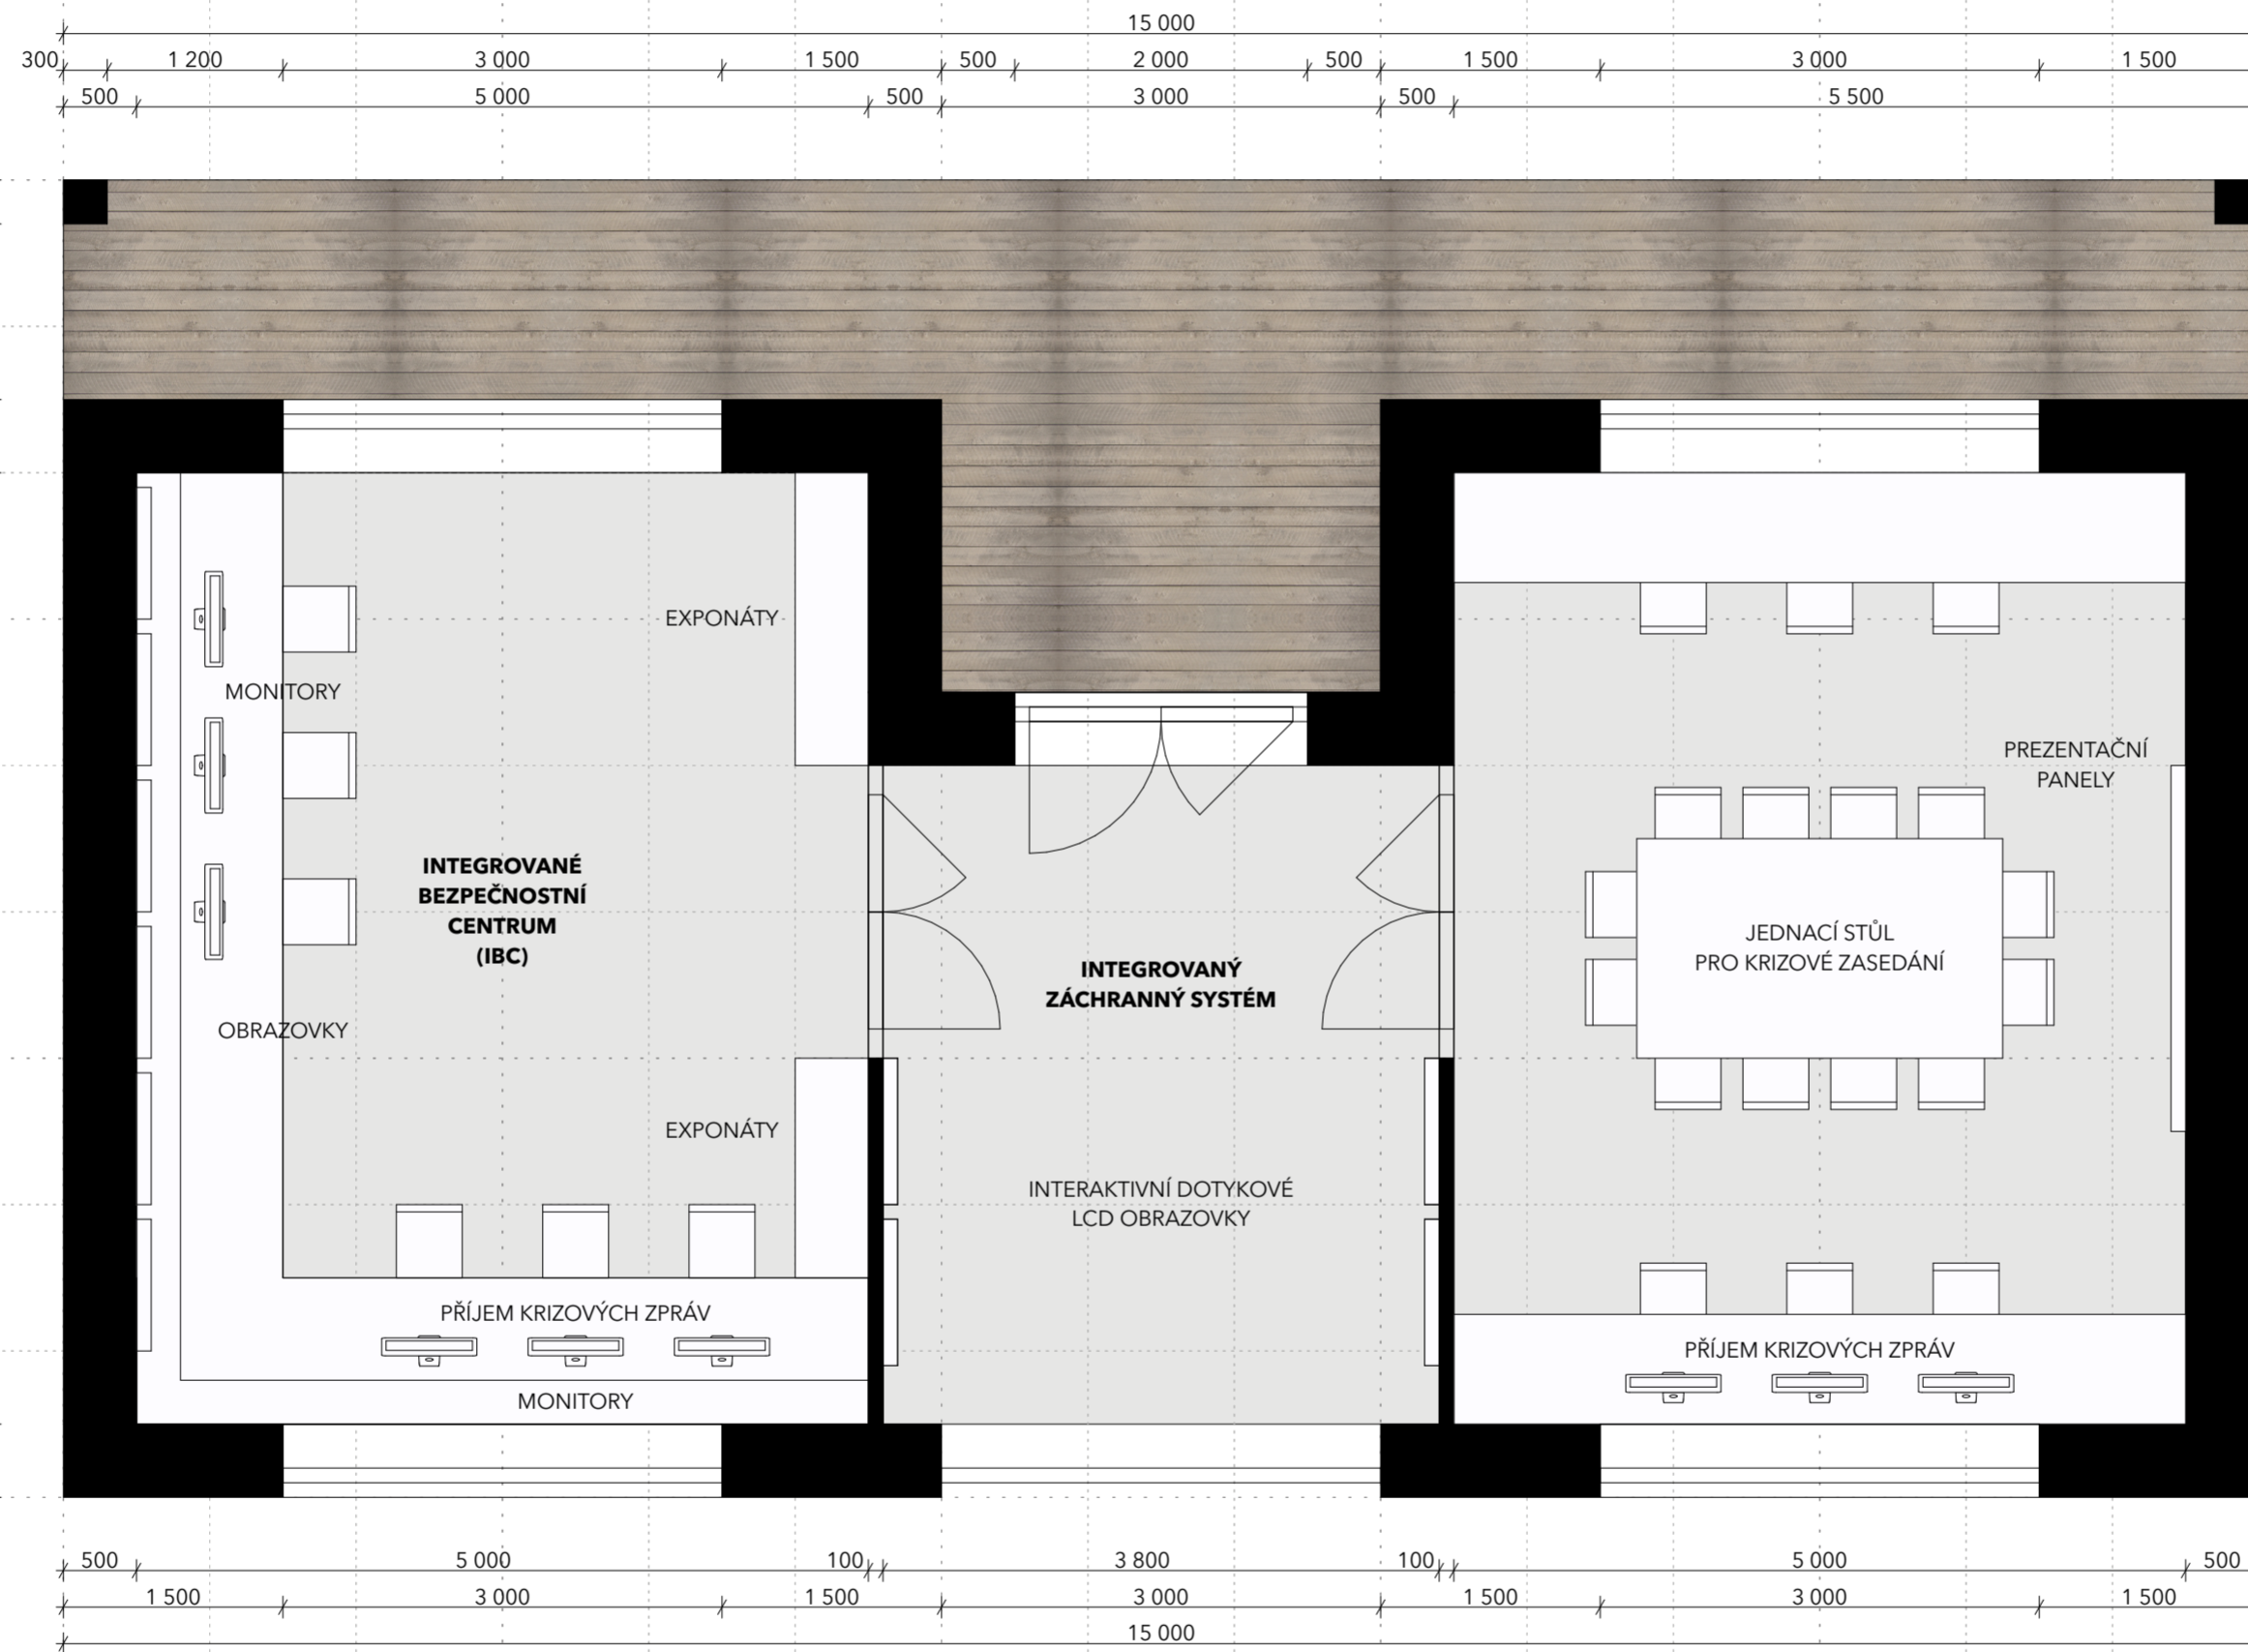 15 000
300 1 200 3 000 1 500 500 2 000 500 1 500 3 000 1 500
500 5 000 500 3 000 500 5 500
EXPONÁTY
MONITORY
PREZENTAČNÍ
PANELY
INTEGROVANÉ
BEZPEČNOSTNÍ
CENTRUM
(IBC)
JEDNACÍ STŮL
PRO KRIZOVÉ ZASEDÁNÍ
INTEGROVANÝ
ZÁCHRANNÝ SYSTÉM
OBRAZOVKY
EXPONÁTY
INTERAKTIVNÍ DOTYKOVÉ
LCD OBRAZOVKY
PŘÍJEM KRIZOVÝCH ZPRÁV
MONITORY
PŘÍJEM KRIZOVÝCH ZPRÁV
500 5 000 100 3 800 100 5 000 500
1 500 3 000 1 500 3 000 1 500 3 000 1 500
15 000